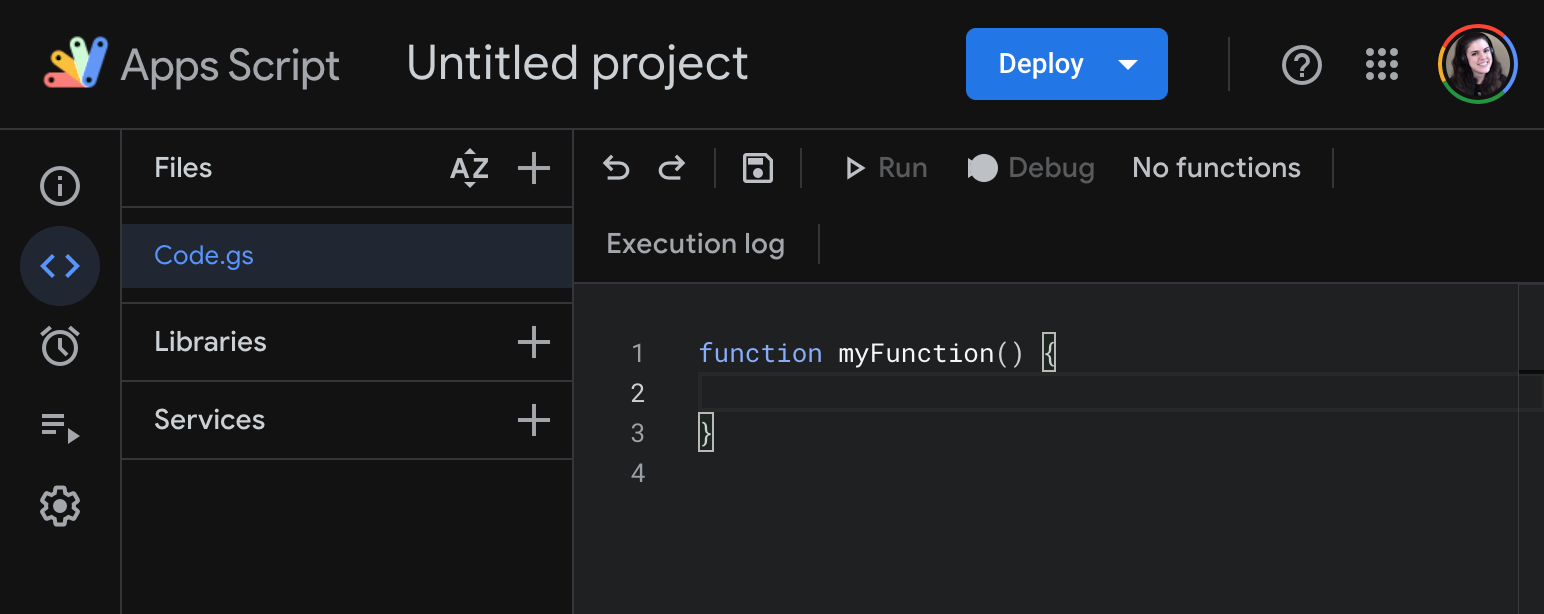 Apps Script Untitled project Deploy
Files AZ
Run Debug No functions
Code.gs
Execution log
Libraries
Services
1 function myFunction() {
2
3 }
4